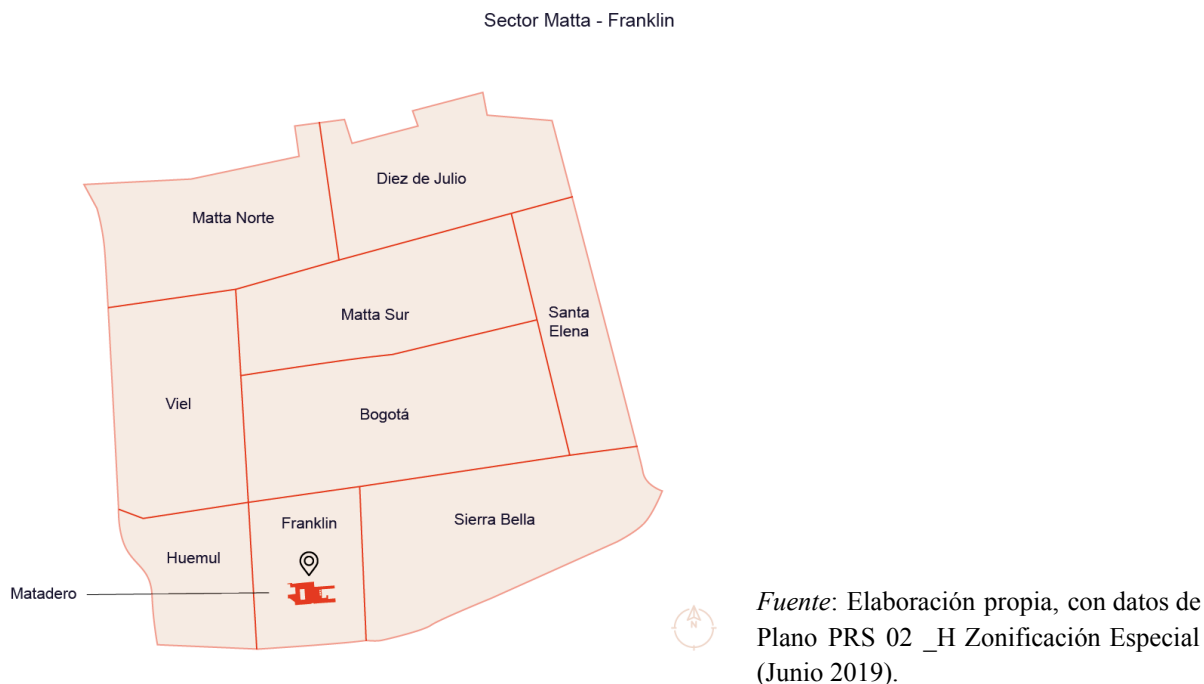 Sector Matta - Franklin
Diez de Julio
Matta Norte
Matta Sur
Santa
Elena
Viel
Bogotá
Franklin
Sierra Bella
Huemul
Matadero
N
Fuente: Elaboración propia, con datos de
Plano PRS 02 _H Zonificación Especial
(Junio 2019).